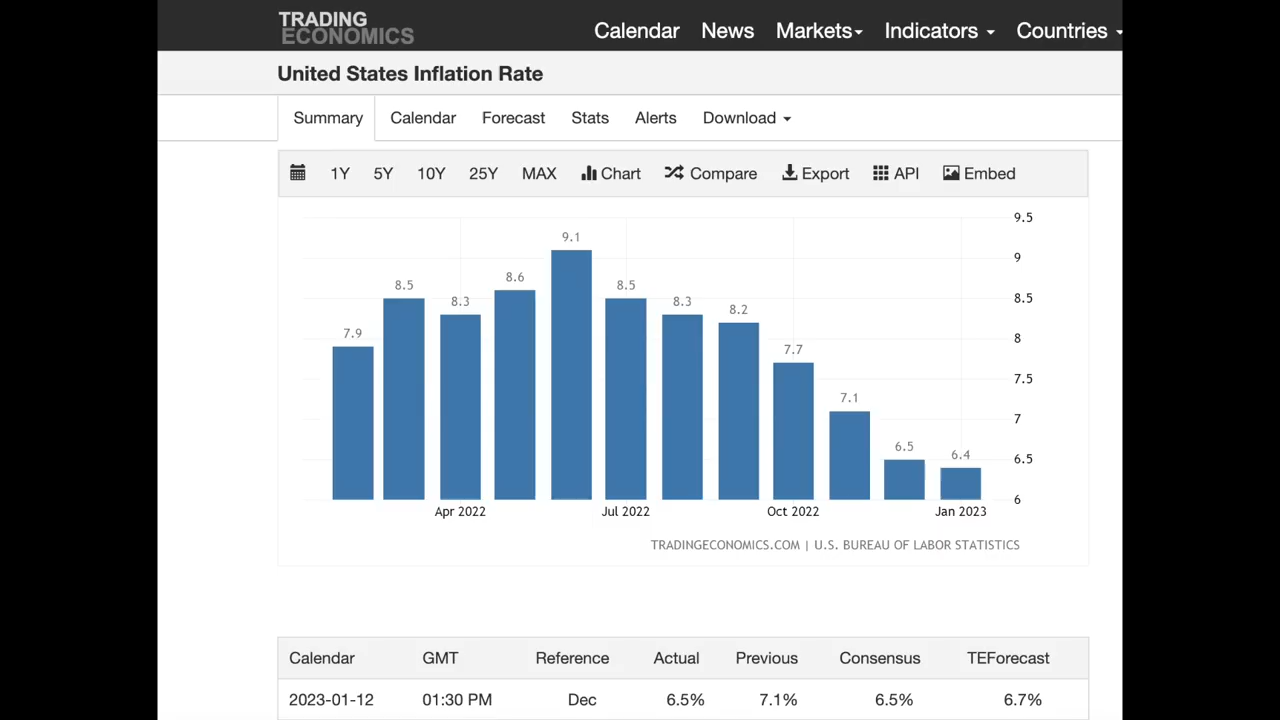 TRADING
ECONOMICS
Calendar News Markets Indicators Countries
United States Inflation Rate
Summary Calendar Forecast Stats Alerts Download
1Y 5Y 10Y 25Y MAX Chart Compare Export API Embed
9.5
9.1
9
8.6
8.5 8.5 8.5
8.3 8.3 8.2
7.9 8
7.7
7.5
7.1
7
6.5 6.4 6.5
6
Apr 2022 Jul 2022 Oct 2022 Jan 2023
TRADINGECONOMICS.COM | U.S. BUREAU OF LABOR STATISTICS
Calendar GMT Reference Actual Previous Consensus TEForecast
2023-01-12 01:30 PM Dec 6.5% 7.1% 6.5% 6.7%